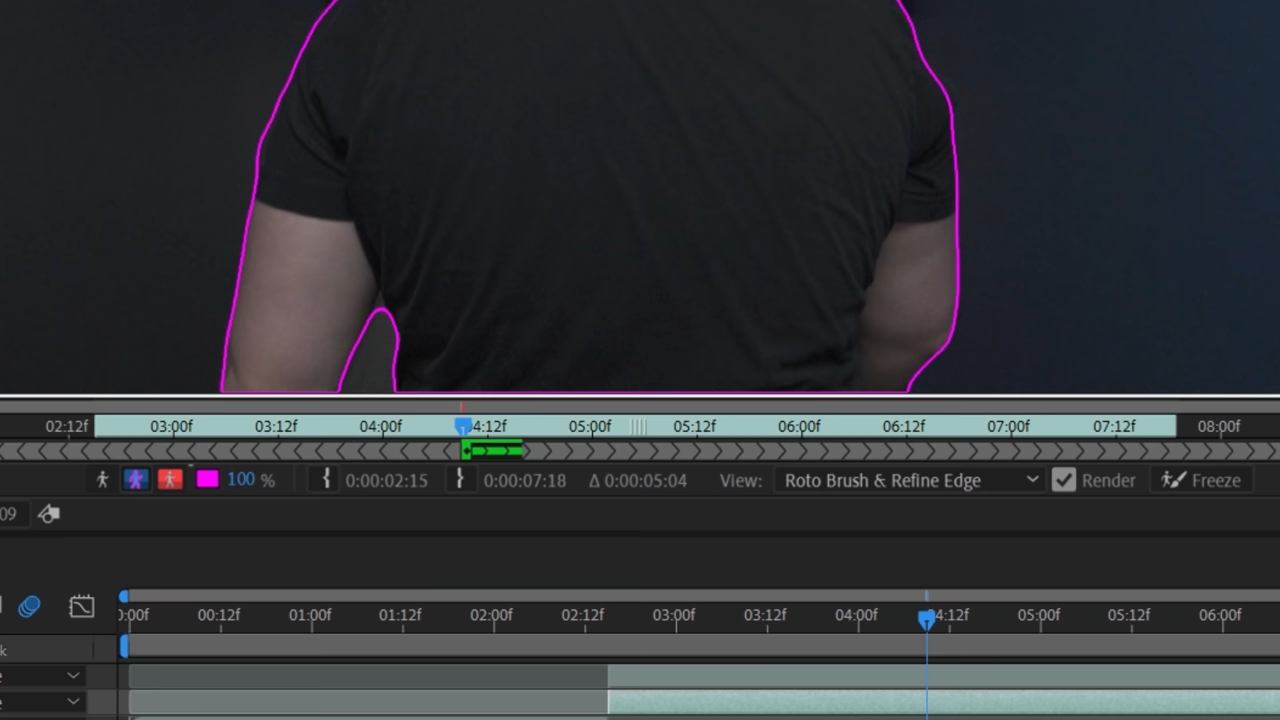 02:12f 03:00f 03:12f 04:00f 4:12f 05:00f 05:12f 06:00f 06:12f 07:00f 07:12f 08:00f
100 % 0:00:02:15 0:00:07:18 Δ 0:00:05:04 View: Roto Brush & Refine Edge Render Freeze
09
0:00f 00:12f 01:00f 01:12f 02:00f 02:12f 03:00f 03:12f 04:00f 04:12f 05:00f 05:12f 06:00f
k
e
e